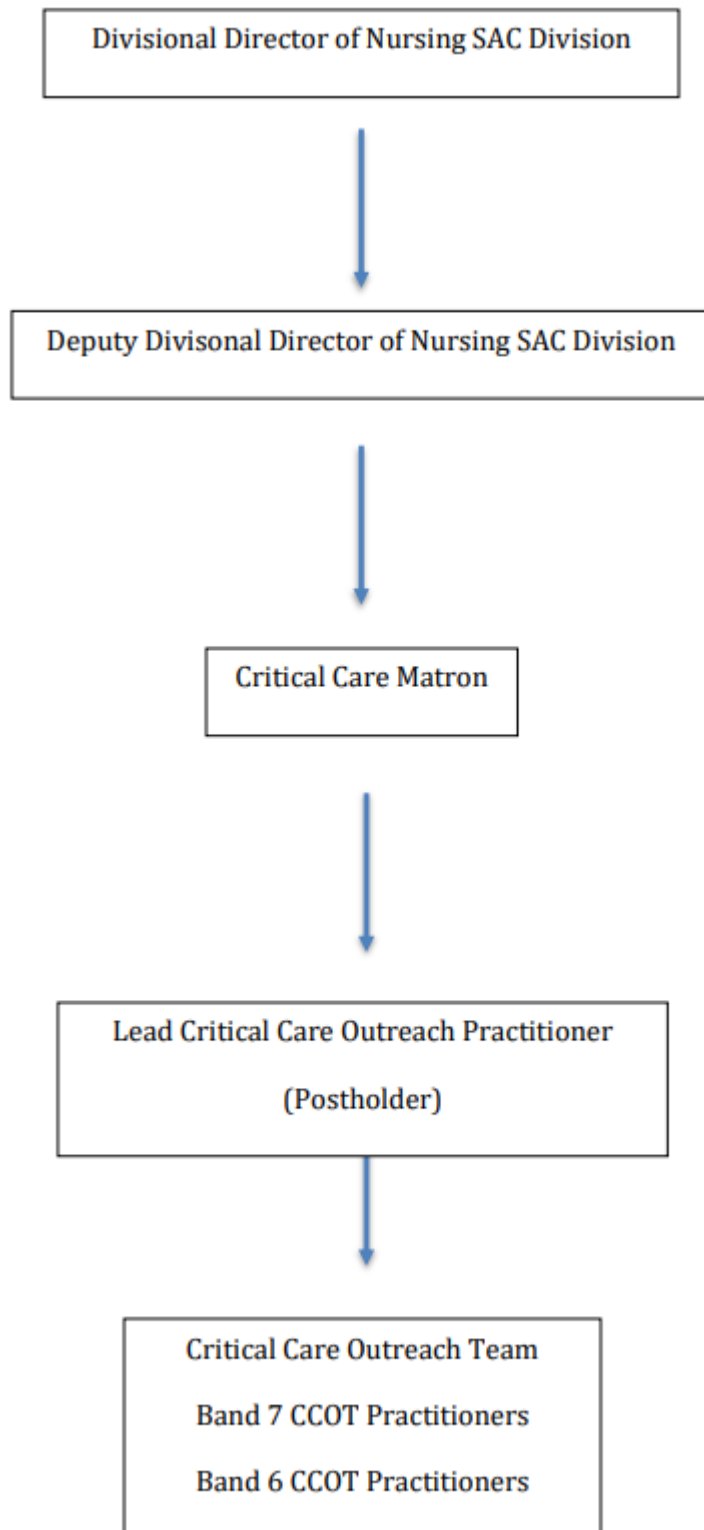 Divisional Director of Nursing SAC Division
Deputy Divisonal Director of Nursing SAC Division
Critical Care Matron
Lead Critical Care Outreach Practitioner
(Postholder)
Critical Care Outreach Team
Band 7 CCOT Practitioners
Band 6 CCOT Practitioners